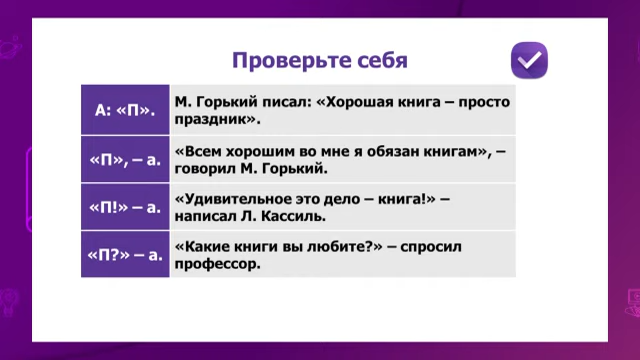 Проверьте себя
А: «П».
М. Горький писал: «Хорошая книга – просто
праздник».
«П», – а.
«Всем хорошим во мне я обязан книгам», –
говорил М. Горький.
«П!» – а.
«Удивительное это дело – книга!» –
написал Л. Кассиль.
«П?» – а.
«Какие книги вы любите?» – спросил
профессор.